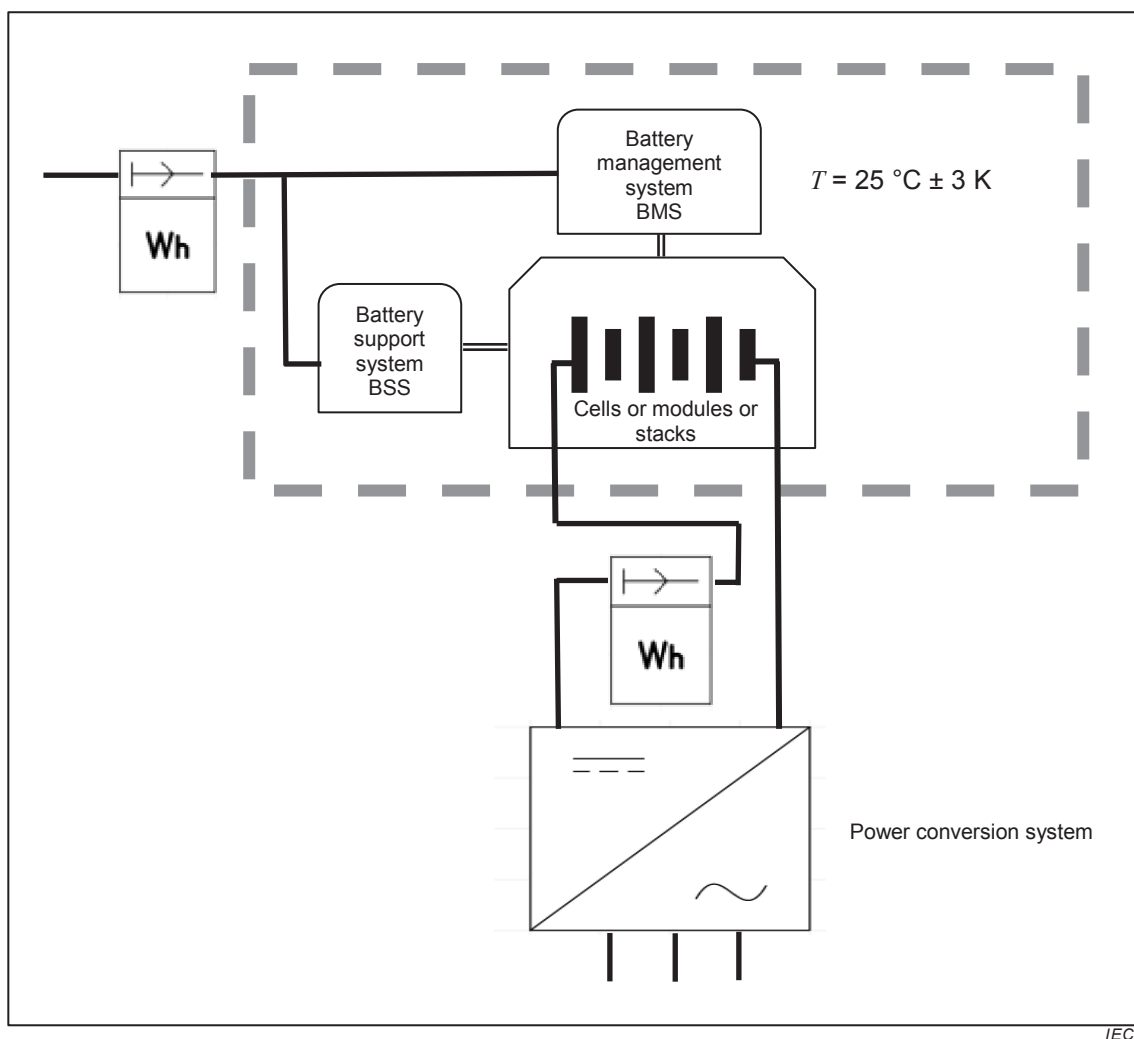 Battery
management
system
BMS
T = 25 °C ± 3 K
Wh
Battery
support
system
BSS
Cells or modules or
stacks
Wh
Power conversion system
IEC